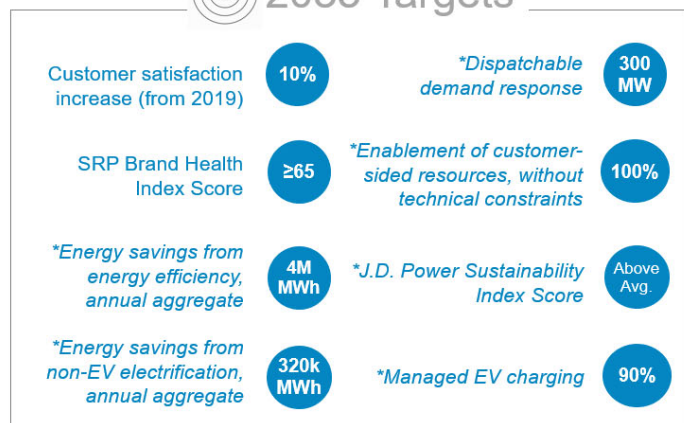 2035 Targets
Customer satisfaction
increase (from 2019)
10%
SRP Brand Health
Index Score
≥65
*Energy savings from
energy efficiency,
annual aggregate
4M
MWh
*Energy savings from
non-EV electrification,
annual aggregate
320k
MWh
*Dispatchable
demand response
300
MW
*Enablement of customer-
sided resources, without
technical constraints
100%
*J.D. Power Sustainability
Index Score
Above
Avg.
*Managed EV charging
90%